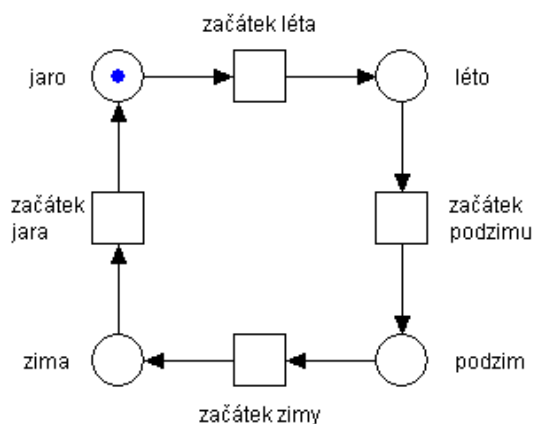 začátek léta
jaro
léto
začátek
jara
začátek
podzimu
zima
podzim
začátek zimy